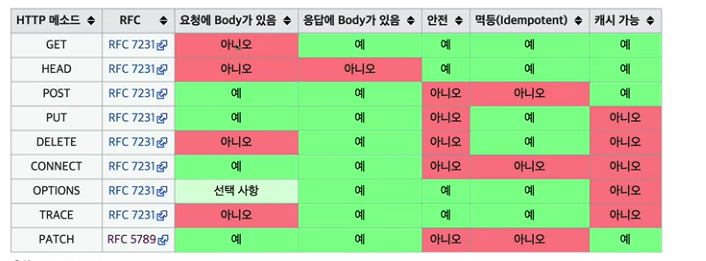 HTTP 메소드 RFC 요청에 Body가 있음 응답에 Body가 있음 안전 멱등(Idempotent) 캐시 가능
GET RFC 7231 아니오 예 예 예 예
HEAD RFC 7231 아니오 아니오 예 예 예
POST RFC 7231 예 예 아니오 아니오 예
PUT RFC 7231 예 예 아니오 예 아니오
DELETE RFC 7231 아니오 예 아니오 예 아니오
CONNECT RFC 7231 예 예 아니오 아니오 아니오
OPTIONS RFC 7231 선택 사항 예 예 예 아니오
TRACE RFC 7231 아니오 예 예 예 아니오
PATCH RFC 5789 예 예 아니오 아니오 예